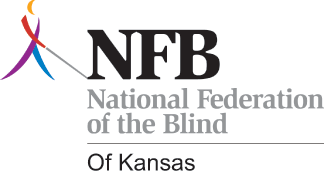 NFB
National Federation
of the Blind
Of Kansas